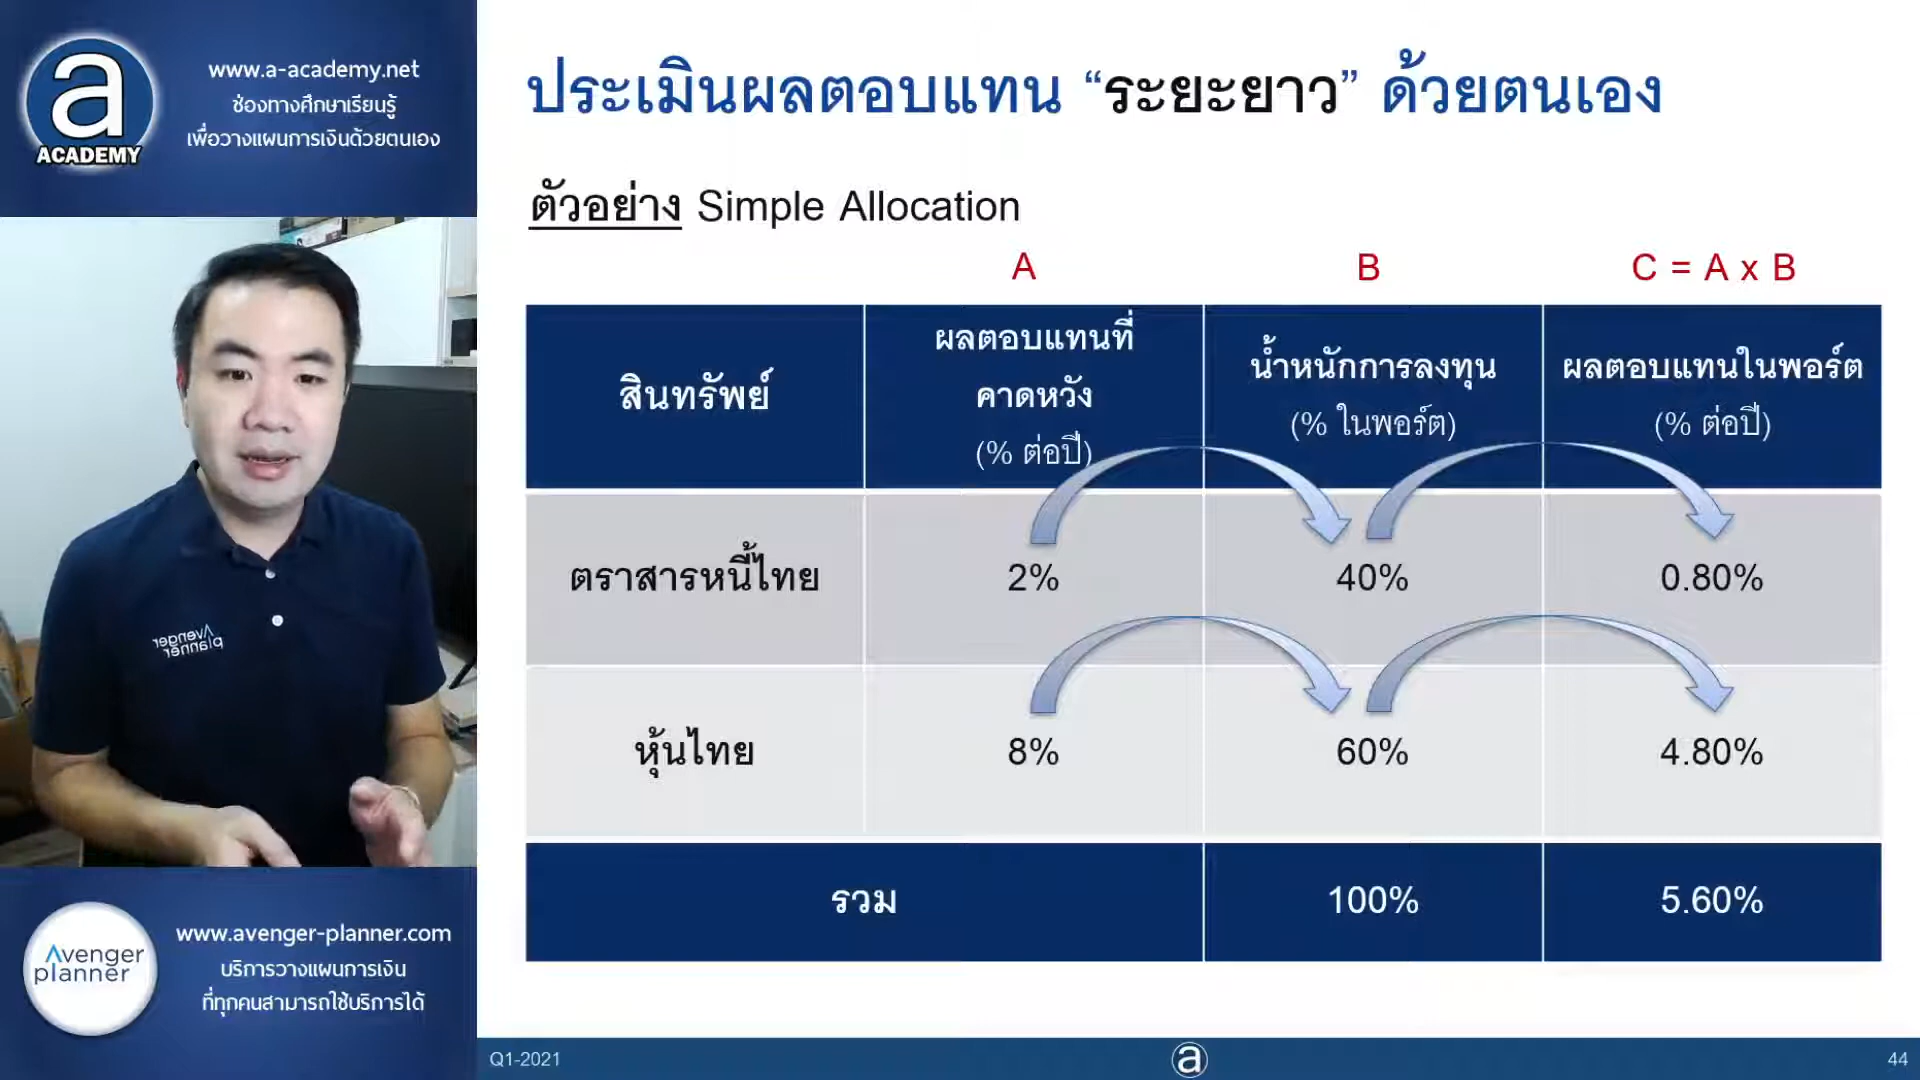 a
ACADEMY
www.a-academy.net
ช่องทางศึกษาเรียนรู้
เพื่อวางแผนการเงินด้วยตนเอง
ประเมินผลตอบแทน “ระยะยาว” ด้วยตนเอง
ตัวอย่าง Simple Allocation
A
B
C = A x B
สินทรัพย์
ผลตอบแทนที่
คาดหวัง
(% ต่อปี)
น้ำหนักการลงทุน
(% ในพอร์ต)
ผลตอบแทนในพอร์ต
(% ต่อปี)
ตราสารหนี้ไทย
2%
40%
0.80%
หุ้นไทย
8%
60%
4.80%
รวม
100%
5.60%
Avenger
planner
Avenger
planner
www.avenger-planner.com
บริการวางแผนการเงิน
ที่ทุกคนสามารถใช้บริการได้
Q1-2021
a
44